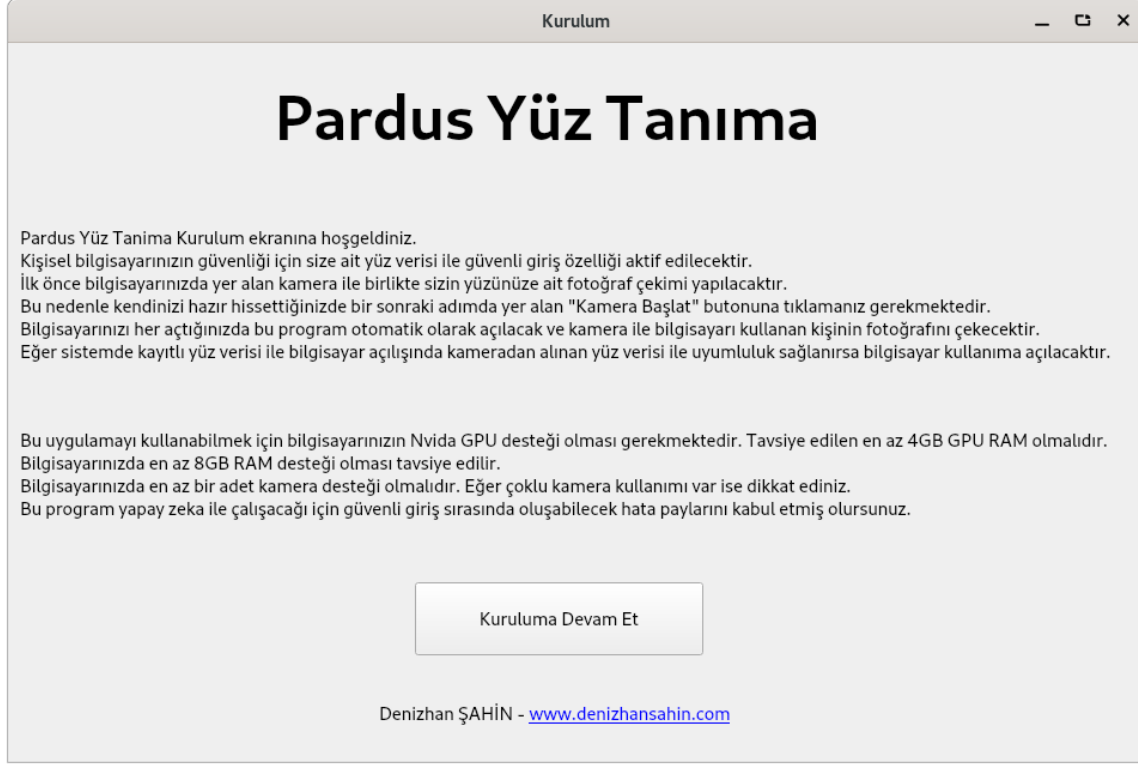 Kurulum
Pardus Yüz Tanıma
Pardus Yüz Tanima Kurulum ekranına hoşgeldiniz.
Kişisel bilgisayarınızın güvenliği için size ait yüz verisi ile güvenli giriş özelliği aktif edilecektir.
İlk önce bilgisayarınızda yer alan kamera ile birlikte sizin yüzünüze ait fotoğraf çekimi yapılacaktır.
Bu nedenle kendinizi hazır hissettiğinizde bir sonraki adımda yer alan "Kamera Başlat" butonuna tıklamanız gerekmektedir.
Bilgisayarınızı her açtığınızda bu program otomatik olarak açılacak ve kamera ile bilgisayarı kullanan kişinin fotoğrafını çekecektir.
Eğer sistemde kayıtlı yüz verisi ile bilgisayar açılışında kameradan alınan yüz verisi ile uyumluluk sağlanırsa bilgisayar kullanıma açılacaktır.
Bu uygulamayı kullanabilmek için bilgisayarınızın Nvida GPU desteği olması gerekmektedir. Tavsiye edilen en az 4GB GPU RAM olmalıdır.
Bilgisayarınızda en az 8GB RAM desteği olması tavsiye edilir.
Bilgisayarınızda en az bir adet kamera desteği olmalıdır. Eğer çoklu kamera kullanımı var ise dikkat ediniz.
Bu program yapay zeka ile çalışacağı için güvenli giriş sırasında oluşabilecek hata paylarını kabul etmiş olursunuz.
Kuruluma Devam Et
Denizhan ŞAHİN - www.denizhansahin.com